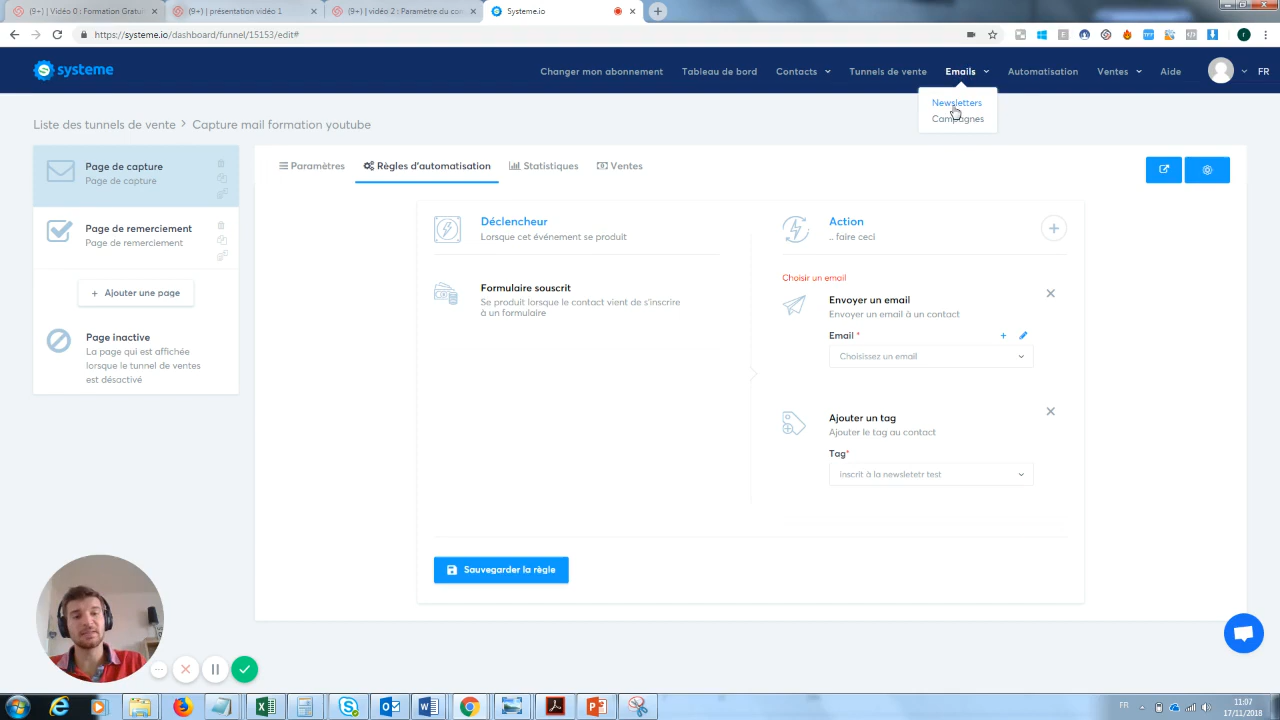 (9+) Vidéo 0 : Formation Gratui
(9+) présentation vidéo 1
(9+) vidéo 2 : Paramètre du con
Systeme.io
https://systeme.io/dashboard/funnel/15153/edit#
systeme
Changer mon abonnement
Tableau de bord
Contacts
Tunnels de vente
Emails
Automatisation
Ventes
Aide
FR
Newsletters
Campagnes
Liste des tunnels de vente > Capture mail formation youtube
Page de capture
Page de capture
Page de remerciement
Page de remerciement
+ Ajouter une page
Page inactive
La page qui est affichée
lorsque le tunnel de ventes
est désactivé
Paramètres
Règles d'automatisation
Statistiques
Ventes
Déclencheur
Lorsque cet événement se produit
Formulaire souscrit
Se produit lorsque le contact vient de s'inscrire
à un formulaire
Action
.. faire ceci
Choisir un email
Envoyer un email
Envoyer un email à un contact
Email *
Choisissez un email
Ajouter un tag
Ajouter le tag au contact
Tag*
inscrit à la newsletetr test
Sauvegarder la règle
FR
11:07
17/11/2018